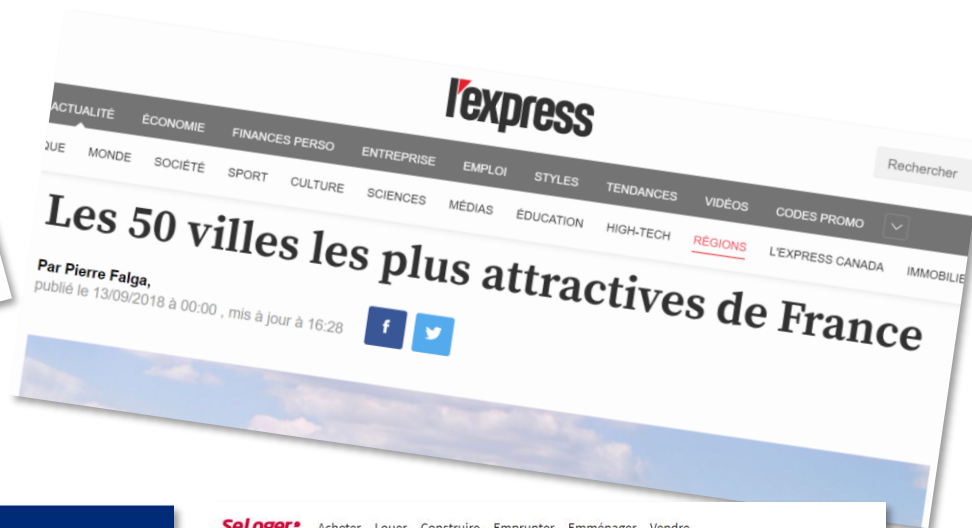 l'express
Rechercher
ACTUALITÉ ÉCONOMIE FINANCES PERSO ENTREPRISE EMPLOI STYLES TENDANCES VIDÉOS CODES PROMO
MONDE SOCIÉTÉ SPORT CULTURE SCIENCES MÉDIAS ÉDUCATION HIGH-TECH RÉGIONS L'EXPRESS CANADA IMMOBILIE
Les 50 villes les plus attractives de France
Par Pierre Falga,
publié le 13/09/2018 à 00:00 , mis à jour à 16:28
SeLoger Acheter Louer Construire Emprunter Emménager Vendre